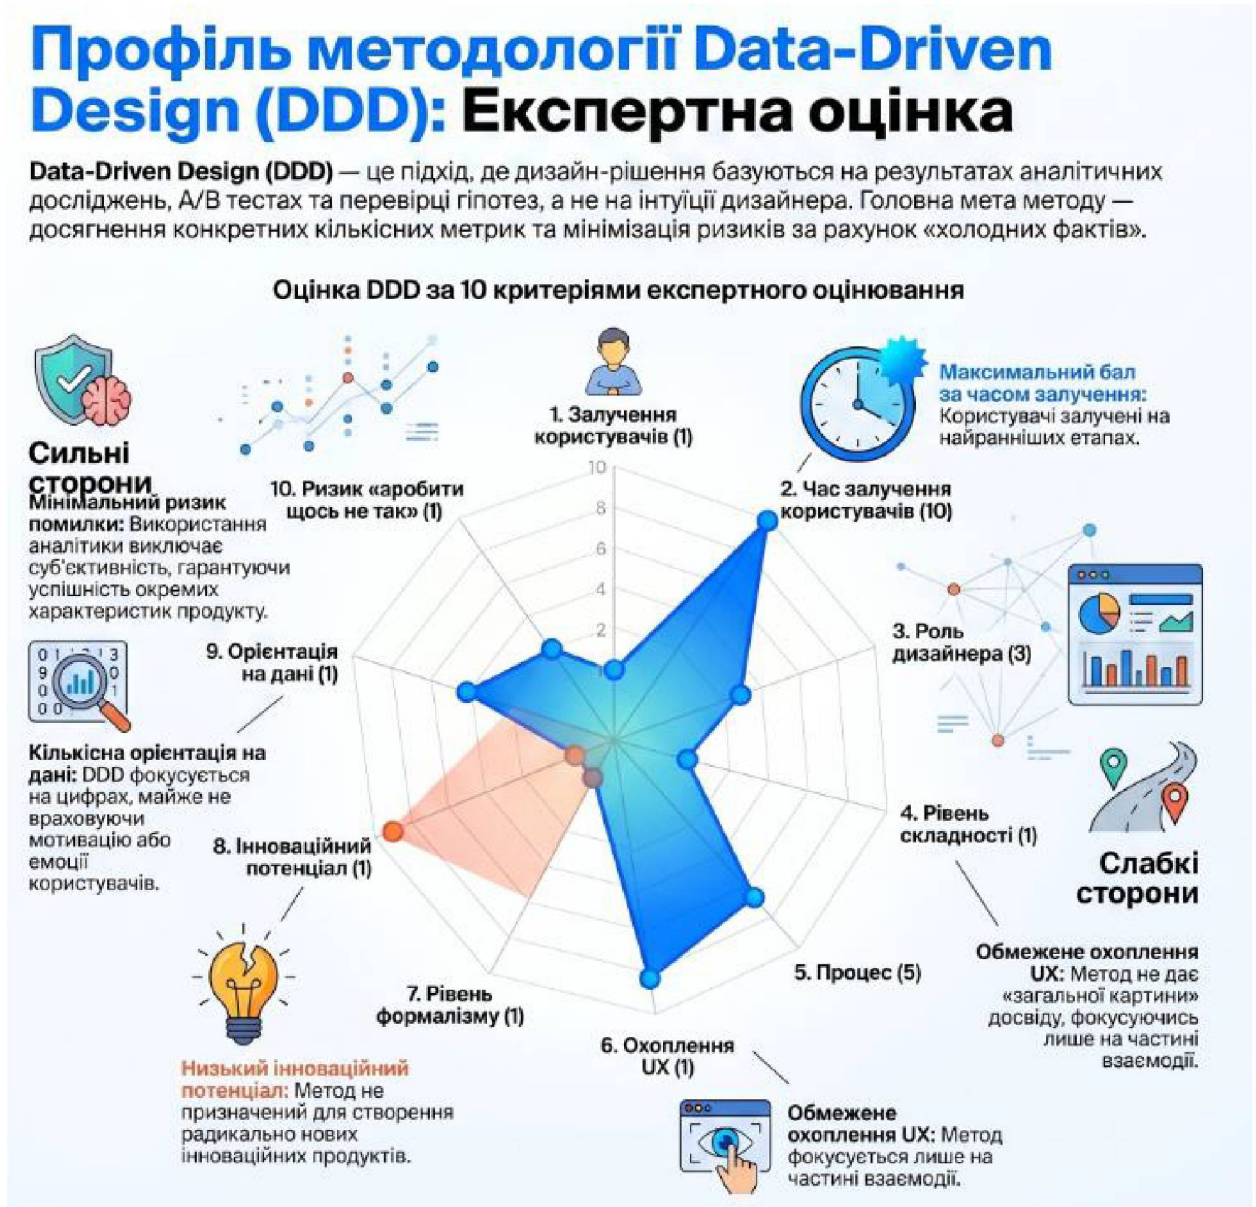 Профіль методології Data-Driven
Design (DDD): Експертна оцінка
Data-Driven Design (DDD) — це підхід, де дизайн-рішення базуються на результатах аналітичних
досліджень, А/В тестах та перевірці гіпотез, а не на інтуїції дизайнера. Головна мета методу —
досягнення конкретних кількісних метрик та мінімізація ризиків за рахунок «холодних фактів».
Оцінка DDD за 10 критеріями експертного оцінювання
Сильні
сторони
Мінімальний ризик
помилки: Використання
аналітики виключає
суб'єктивність, гарантуючи
успішність окремих
характеристик продукту.
Кількісна орієнтація на
дані: DDD фокусується
на цифрах, майже не
враховуючи
мотивацію або
емоції
користувачів.
1. Залучення
користувачів (1)
Максимальний бал
за часом залучення:
Користувачі залучені на
найранніших етапах.
2. Час залучення
користувачів (10)
3. Роль
дизайнера (3)
4. Рівень
складності (1)
5. Процес (5)
6. Охоплення
UX (1)
7. Рівень
формалізму (1)
8. Інноваційний
потенціал (1)
9. Орієнтація
на дані (1)
10. Ризик «аробити
щось не так» (1)
10
8
6
4
2
Слабкі
сторони
Обмежене охоплення
UX: Метод не дає
«загальної картини»
досвіду, фокусуючись
лише на частині
взаємодії.
Низький інноваційний
потенціал: Метод не
призначений для створення
радикально нових
інноваційних продуктів.
Обмежене
охоплення UX: Метод
фокусується лише на
частині взаємодії.